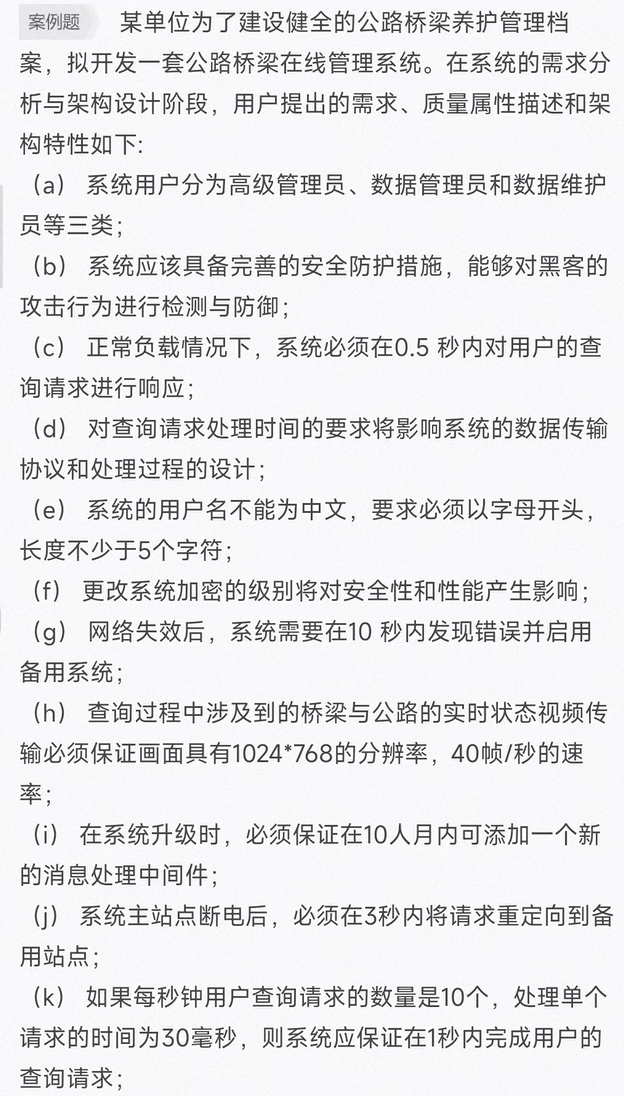 案例题 某单位为了建设健全的公路桥梁养护管理档
案，拟开发一套公路桥梁在线管理系统。在系统的需求分
析与架构设计阶段，用户提出的需求、质量属性描述和架
构特性如下:
（a） 系统用户分为高级管理员、数据管理员和数据维护
员等三类；
（b） 系统应该具备完善的安全防护措施，能够对黑客的
攻击行为进行检测与防御；
（c） 正常负载情况下，系统必须在0.5 秒内对用户的查
询请求进行响应；
（d） 对查询请求处理时间的要求将影响系统的数据传输
协议和处理过程的设计；
（e） 系统的用户名不能为中文，要求必须以字母开头，
长度不少于5个字符；
（f） 更改系统加密的级别将对安全性和性能产生影响；
（g） 网络失效后，系统需要在10 秒内发现错误并启用
备用系统；
（h） 查询过程中涉及到的桥梁与公路的实时状态视频传
输必须保证画面具有1024*768的分辨率，40帧/秒的速
率；
（i） 在系统升级时，必须保证在10人月内可添加一个新
的消息处理中间件；
（j） 系统主站点断电后，必须在3秒内将请求重定向到备
用站点；
（k） 如果每秒钟用户查询请求的数量是10个，处理单个
请求的时间为30毫秒，则系统应保证在1秒内完成用户的
查询请求；